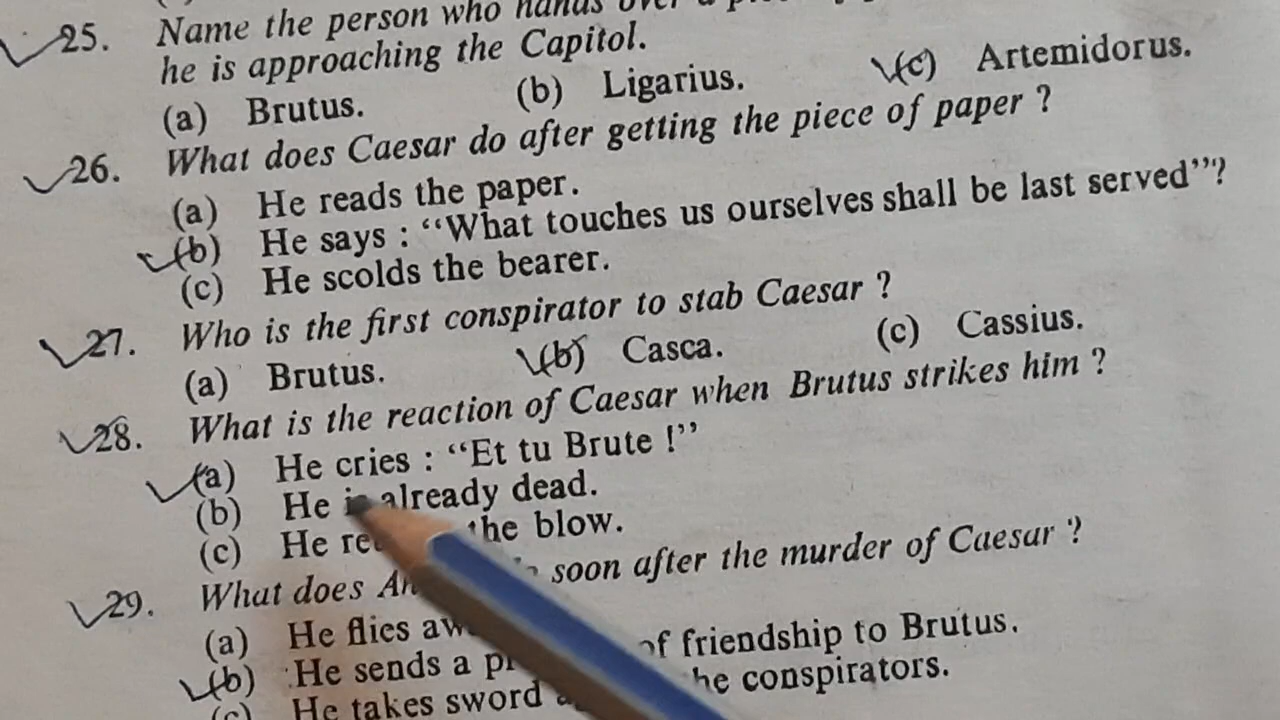 25. Name the person who hands over a
he is approaching the Capitol.
(a) Brutus. (b) Ligarius. (c) Artemidorus.
26. What does Caesar do after getting the piece of paper ?
(a) He reads the paper.
(b) He says : “What touches us ourselves shall be last served”?
(c) He scolds the bearer.
27. Who is the first conspirator to stab Caesar ?
(a) Brutus. (b) Casca. (c) Cassius.
28. What is the reaction of Caesar when Brutus strikes him ?
(a) He cries : “Et tu Brute !”
(b) He is already dead.
(c) He the blow.
29. What does soon after the murder of Caesar ?
(a) He flies
(b) He sends a of friendship to Brutus.
(c) He takes sword the conspirators.